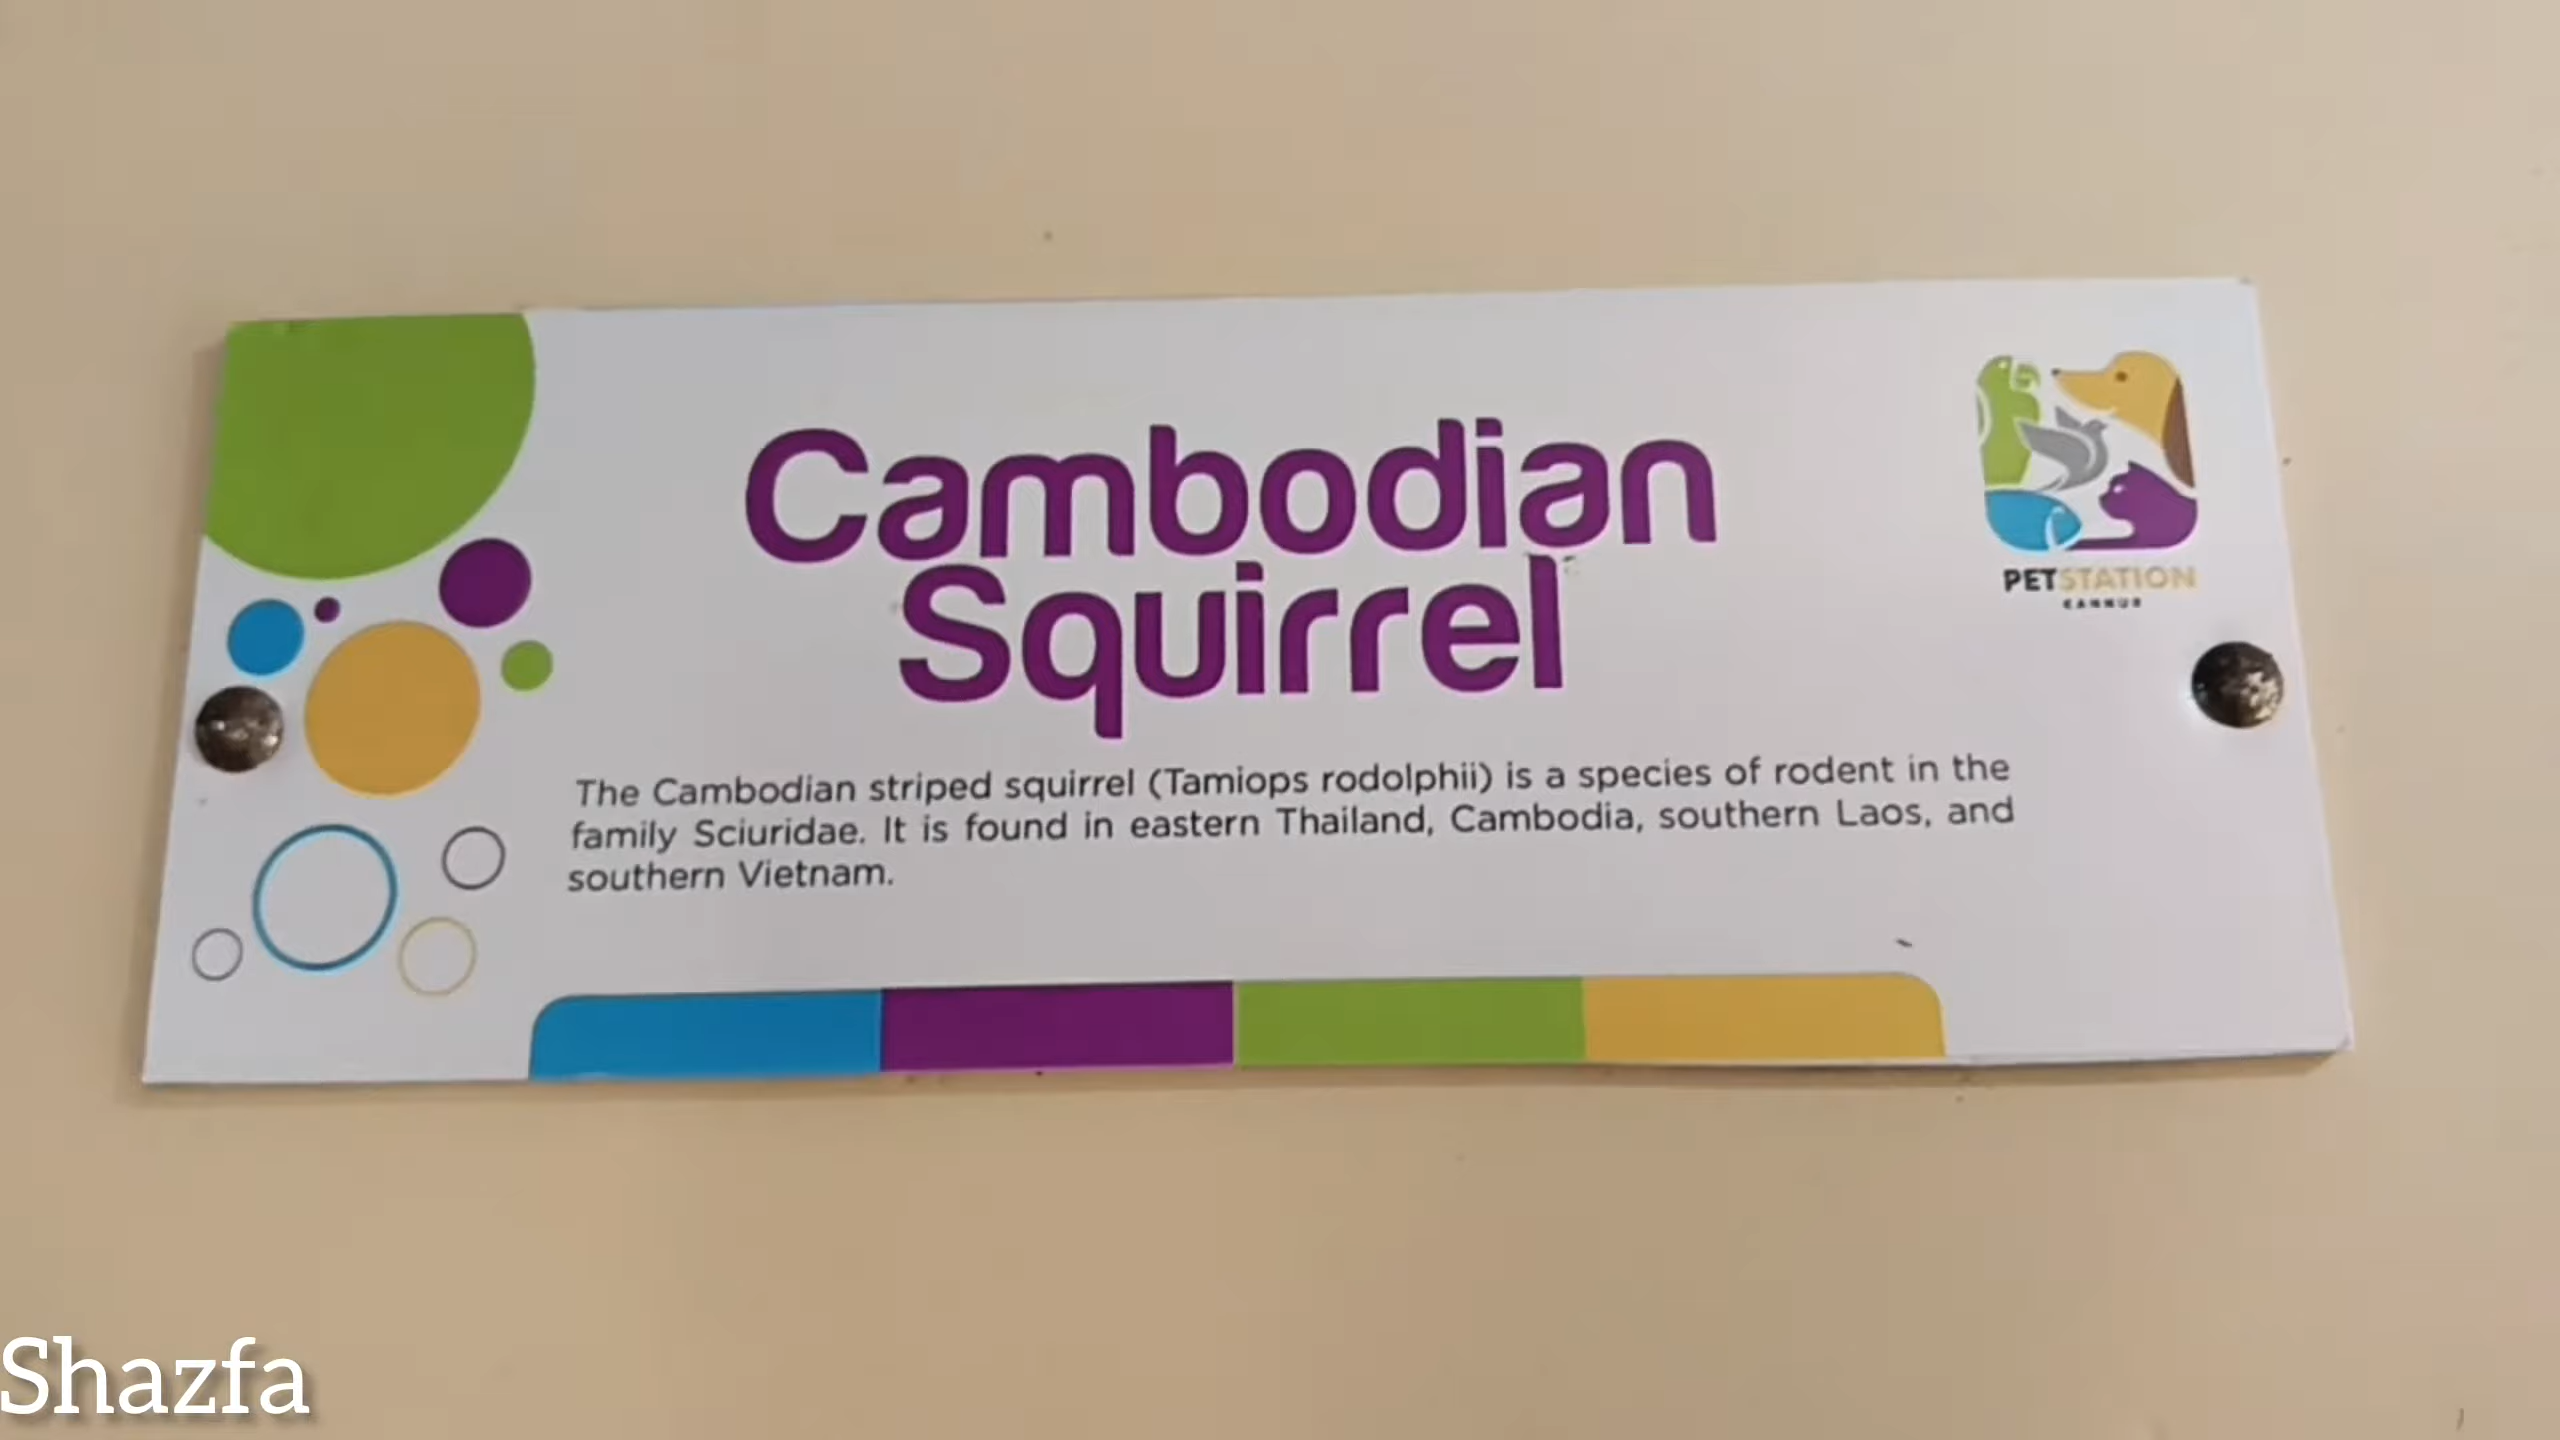 Cambodian
Squirrel
PETSTATION
The Cambodian striped squirrel (Tamiops rodolphii) is a species of rodent in the
family Sciuridae. It is found in eastern Thailand, Cambodia, southern Laos, and
southern Vietnam.
Shazfa